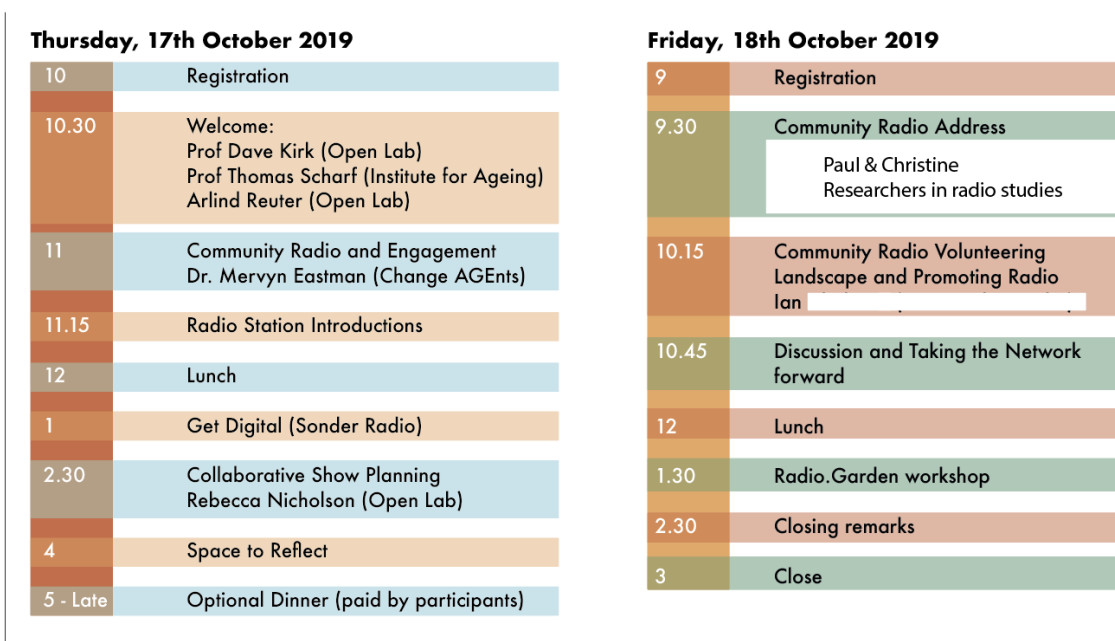 Thursday, 17th October 2019
10 Registration
10.30 Welcome:
Prof Dave Kirk (Open Lab)
Prof Thomas Scharf (Institute for Ageing)
Arlind Reuter (Open Lab)
11 Community Radio and Engagement
Dr. Mervyn Eastman (Change AGEnts)
11.15 Radio Station Introductions
12 Lunch
1 Get Digital (Sonder Radio)
2.30 Collaborative Show Planning
Rebecca Nicholson (Open Lab)
4 Space to Reflect
5 - Late Optional Dinner (paid by participants)
Friday, 18th October 2019
9 Registration
9.30 Community Radio Address
Paul & Christine
Researchers in radio studies
10.15 Community Radio Volunteering
Landscape and Promoting Radio
Ian
10.45 Discussion and Taking the Network
forward
12 Lunch
1.30 Radio.Garden workshop
2.30 Closing remarks
3 Close